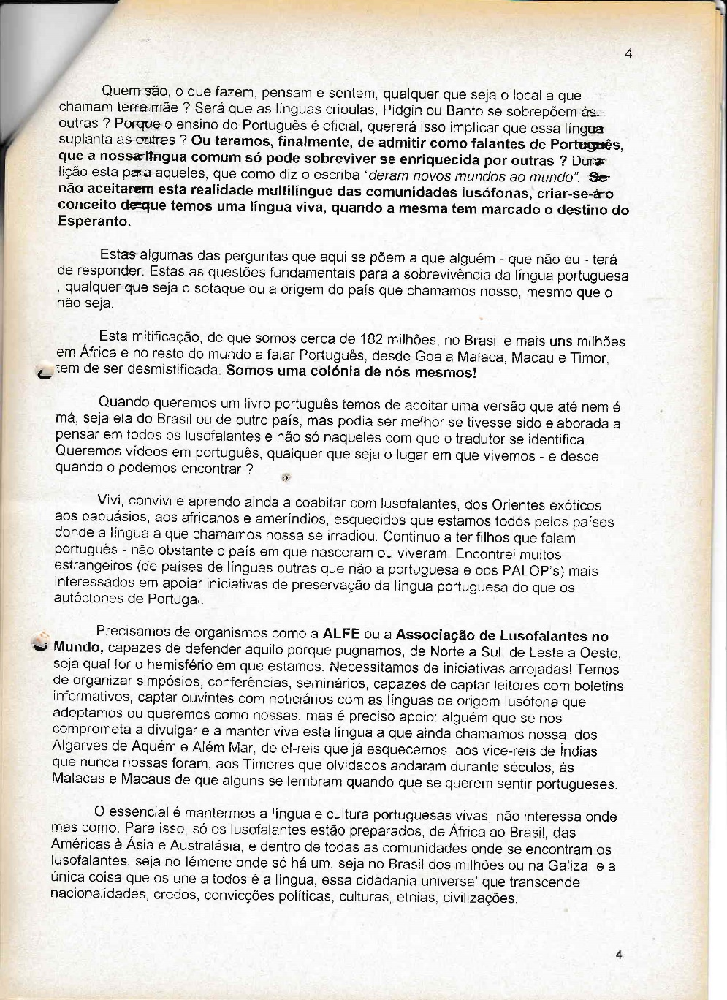 4
Quem são, o que fazem, pensam e sentem, qualquer que seja o local a que
chamam terra-mãe ? Será que as línguas crioulas, Pidgin ou Banto se sobrepõem às
outras ? Porque o ensino do Português é oficial, quererá isso implicar que essa língua
suplanta as outras ? Ou teremos, finalmente, de admitir como falantes de Português,
que a nossa língua comum só pode sobreviver se enriquecida por outras ? Dura
lição esta para aqueles, que como diz o escriba "deram novos mundos ao mundo". Se
não aceitarem esta realidade multilíngue das comunidades lusófonas, criar-se-á o
conceito de que temos uma língua viva, quando a mesma tem marcado o destino do
Esperanto.
Estas algumas das perguntas que aqui se põem a que alguém - que não eu - terá
de responder. Estas as questões fundamentais para a sobrevivência da língua portuguesa
, qualquer que seja o sotaque ou a origem do país que chamamos nosso, mesmo que o
não seja.
Esta mitificação, de que somos cerca de 182 milhões, no Brasil e mais uns milhões
em África e no resto do mundo a falar Português, desde Goa a Malaca, Macau e Timor,
tem de ser desmistificada. Somos uma colónia de nós mesmos!
Quando queremos um livro português temos de aceitar uma versão que até nem é
má, seja ela do Brasil ou de outro país, mas podia ser melhor se tivesse sido elaborada a
pensar em todos os lusofalantes e não só naqueles com que o tradutor se identifica.
Queremos vídeos em português, qualquer que seja o lugar em que vivemos - e desde
quando o podemos encontrar ?
Vivi, convivi e aprendo ainda a coabitar com lusofalantes, dos Orientes exóticos
aos papuásios, aos africanos e ameríndios, esquecidos que estamos todos pelos países
donde a língua a que chamamos nossa se irradiou. Continuo a ter filhos que falam
português - não obstante o país em que nasceram ou viveram. Encontrei muitos
estrangeiros (de países de línguas outras que não a portuguesa e dos PALOP's) mais
interessados em apoiar iniciativas de preservação da língua portuguesa do que os
autóctones de Portugal.
Precisamos de organismos como a ALFE ou a Associação de Lusofalantes no
Mundo, capazes de defender aquilo porque pugnamos, de Norte a Sul, de Leste a Oeste,
seja qual for o hemisfério em que estamos. Necessitamos de iniciativas arrojadas! Temos
de organizar simpósios, conferências, seminários, capazes de captar leitores com boletins
informativos, captar ouvintes com noticiários com as línguas de origem lusófona que
adoptamos ou queremos como nossas, mas é preciso apoio: alguém que se nos
comprometa a divulgar e a manter viva esta língua a que ainda chamamos nossa, dos
Algarves de Aquém e Além Mar, de el-reis que já esquecemos, aos vice-reis de Índias
que nunca nossas foram, aos Timores que olvidados andaram durante séculos, às
Malacas e Macaus de que alguns se lembram quando que se querem sentir portugueses.
O essencial é mantermos a língua e cultura portuguesas vivas, não interessa onde
mas como. Para isso, só os lusofalantes estão preparados, de África ao Brasil, das
Américas à Ásia e Australásia, e dentro de todas as comunidades onde se encontram os
lusofalantes, seja no Iémene onde só há um, seja no Brasil dos milhões ou na Galiza, e a
única coisa que os une a todos é a língua, essa cidadania universal que transcende
nacionalidades, credos, convicções políticas, culturas, etnias, civilizações.
4